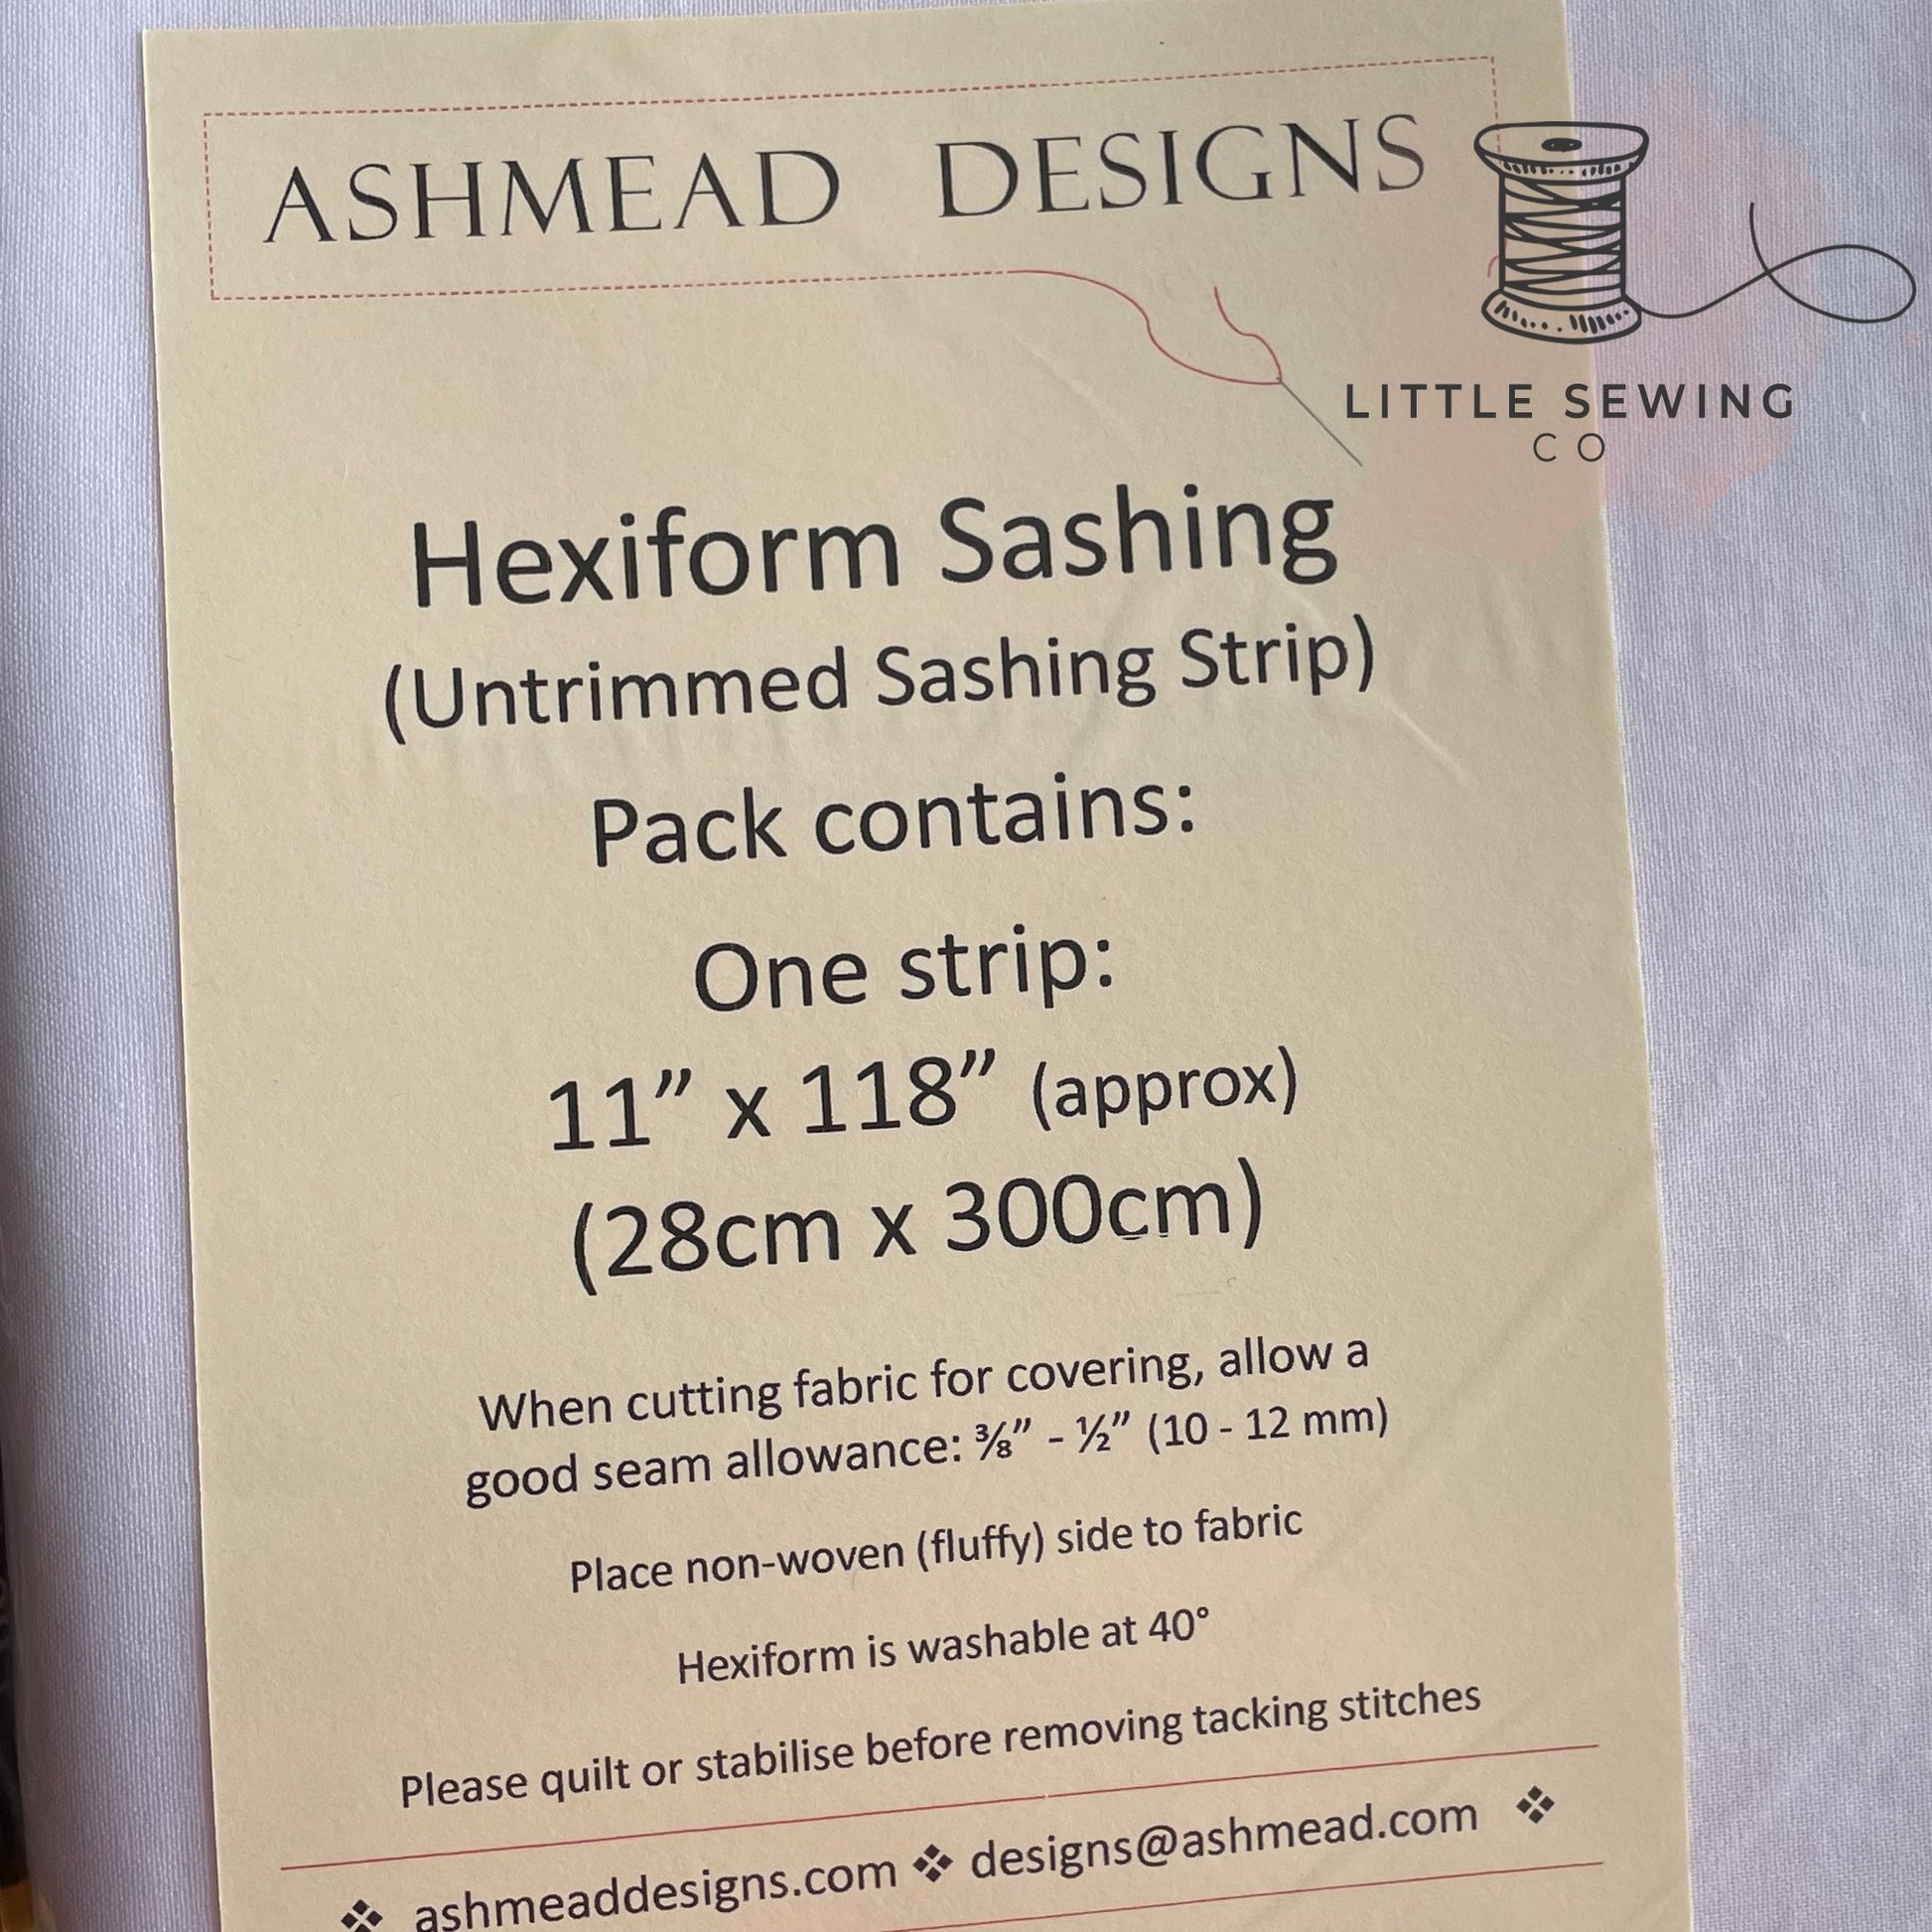 ASHMEAD DESIGNS
LITTLE SEWING
CO
Hexiform Sashing
(Untrimmed Sashing Strip)
Pack contains:
One strip:
11” x 118” (approx)
(28cm x 300cm)
When cutting fabric for covering, allow a
good seam allowance: ⅜” - ½” (10 - 12 mm)
Place non-woven (fluffy) side to fabric
Hexiform is washable at 40°
Please quilt or stabilise before removing tacking stitches
❖ ashmeaddesigns.com ❖ designs@ashmead.com ❖